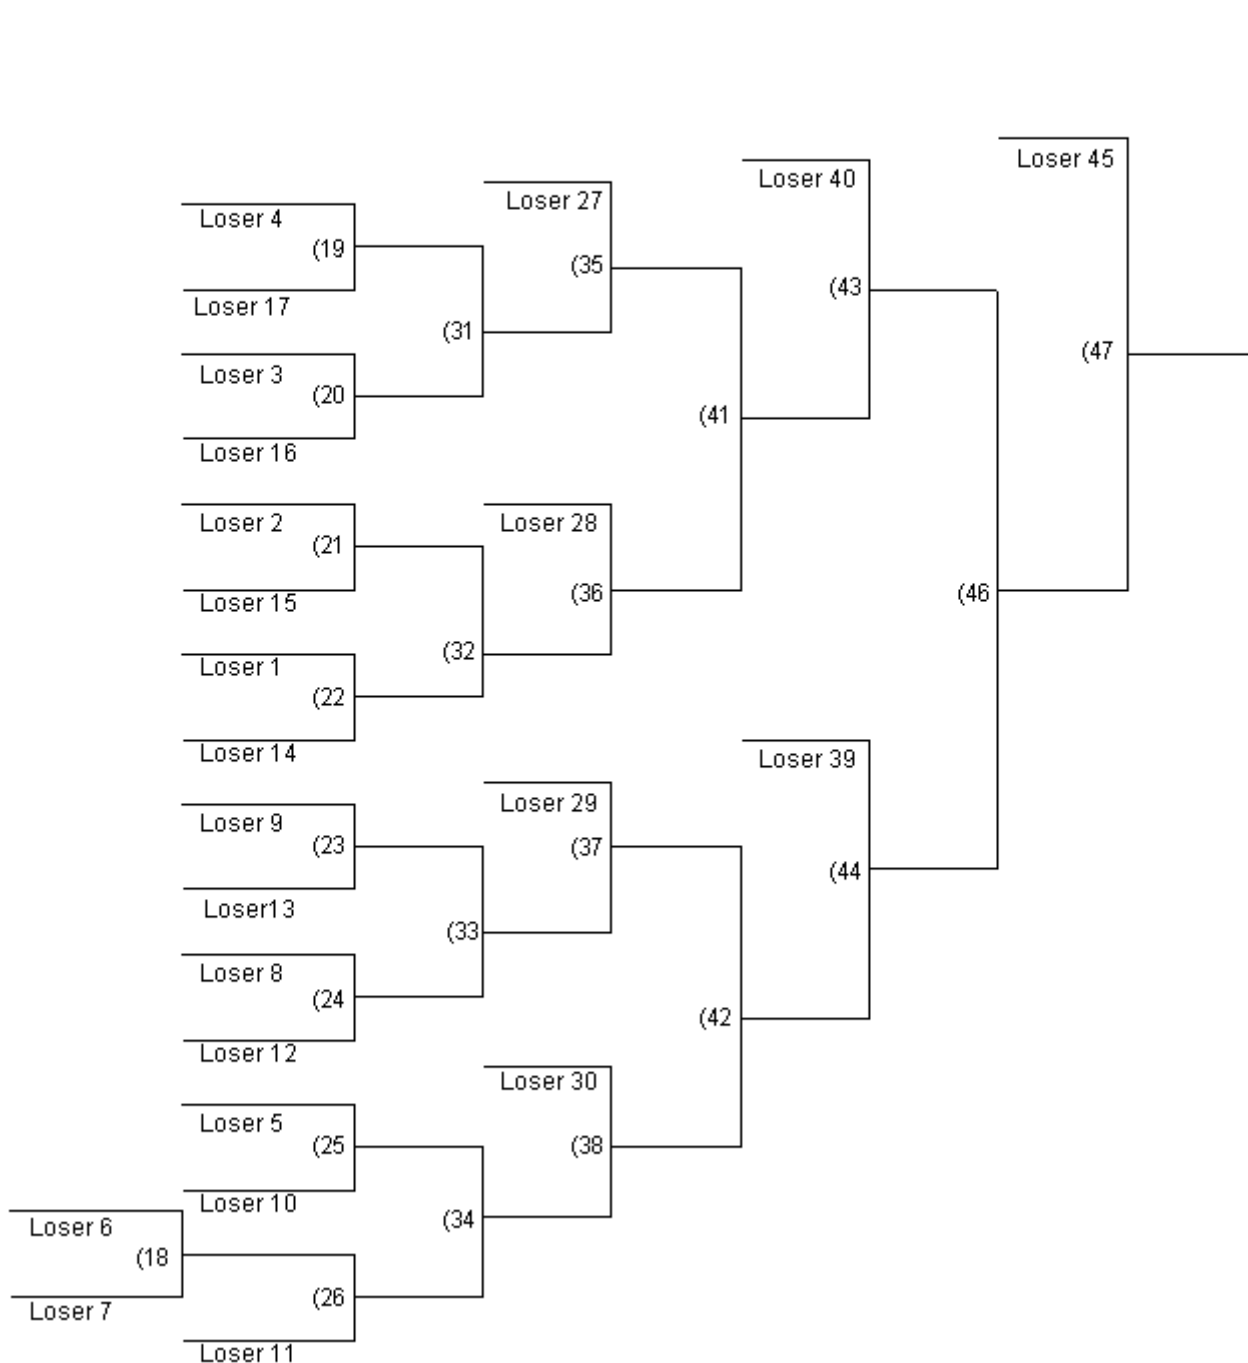 Loser 45
Loser 40
Loser 27
Loser 4
(19
(35
(43
Loser 17
(31
(47
Loser 3
(20
(41
Loser 16
Loser 2
Loser 28
(21
(36
(46
Loser 15
(32
Loser 1
(22
Loser 14
Loser 39
Loser 29
Loser 9
(23
(37
(44
Loser13
(33
Loser 8
(24
(42
Loser 12
Loser 30
Loser 5
(25
(38
Loser 10
(34
Loser 6
(18
(26
Loser 7
Loser 11